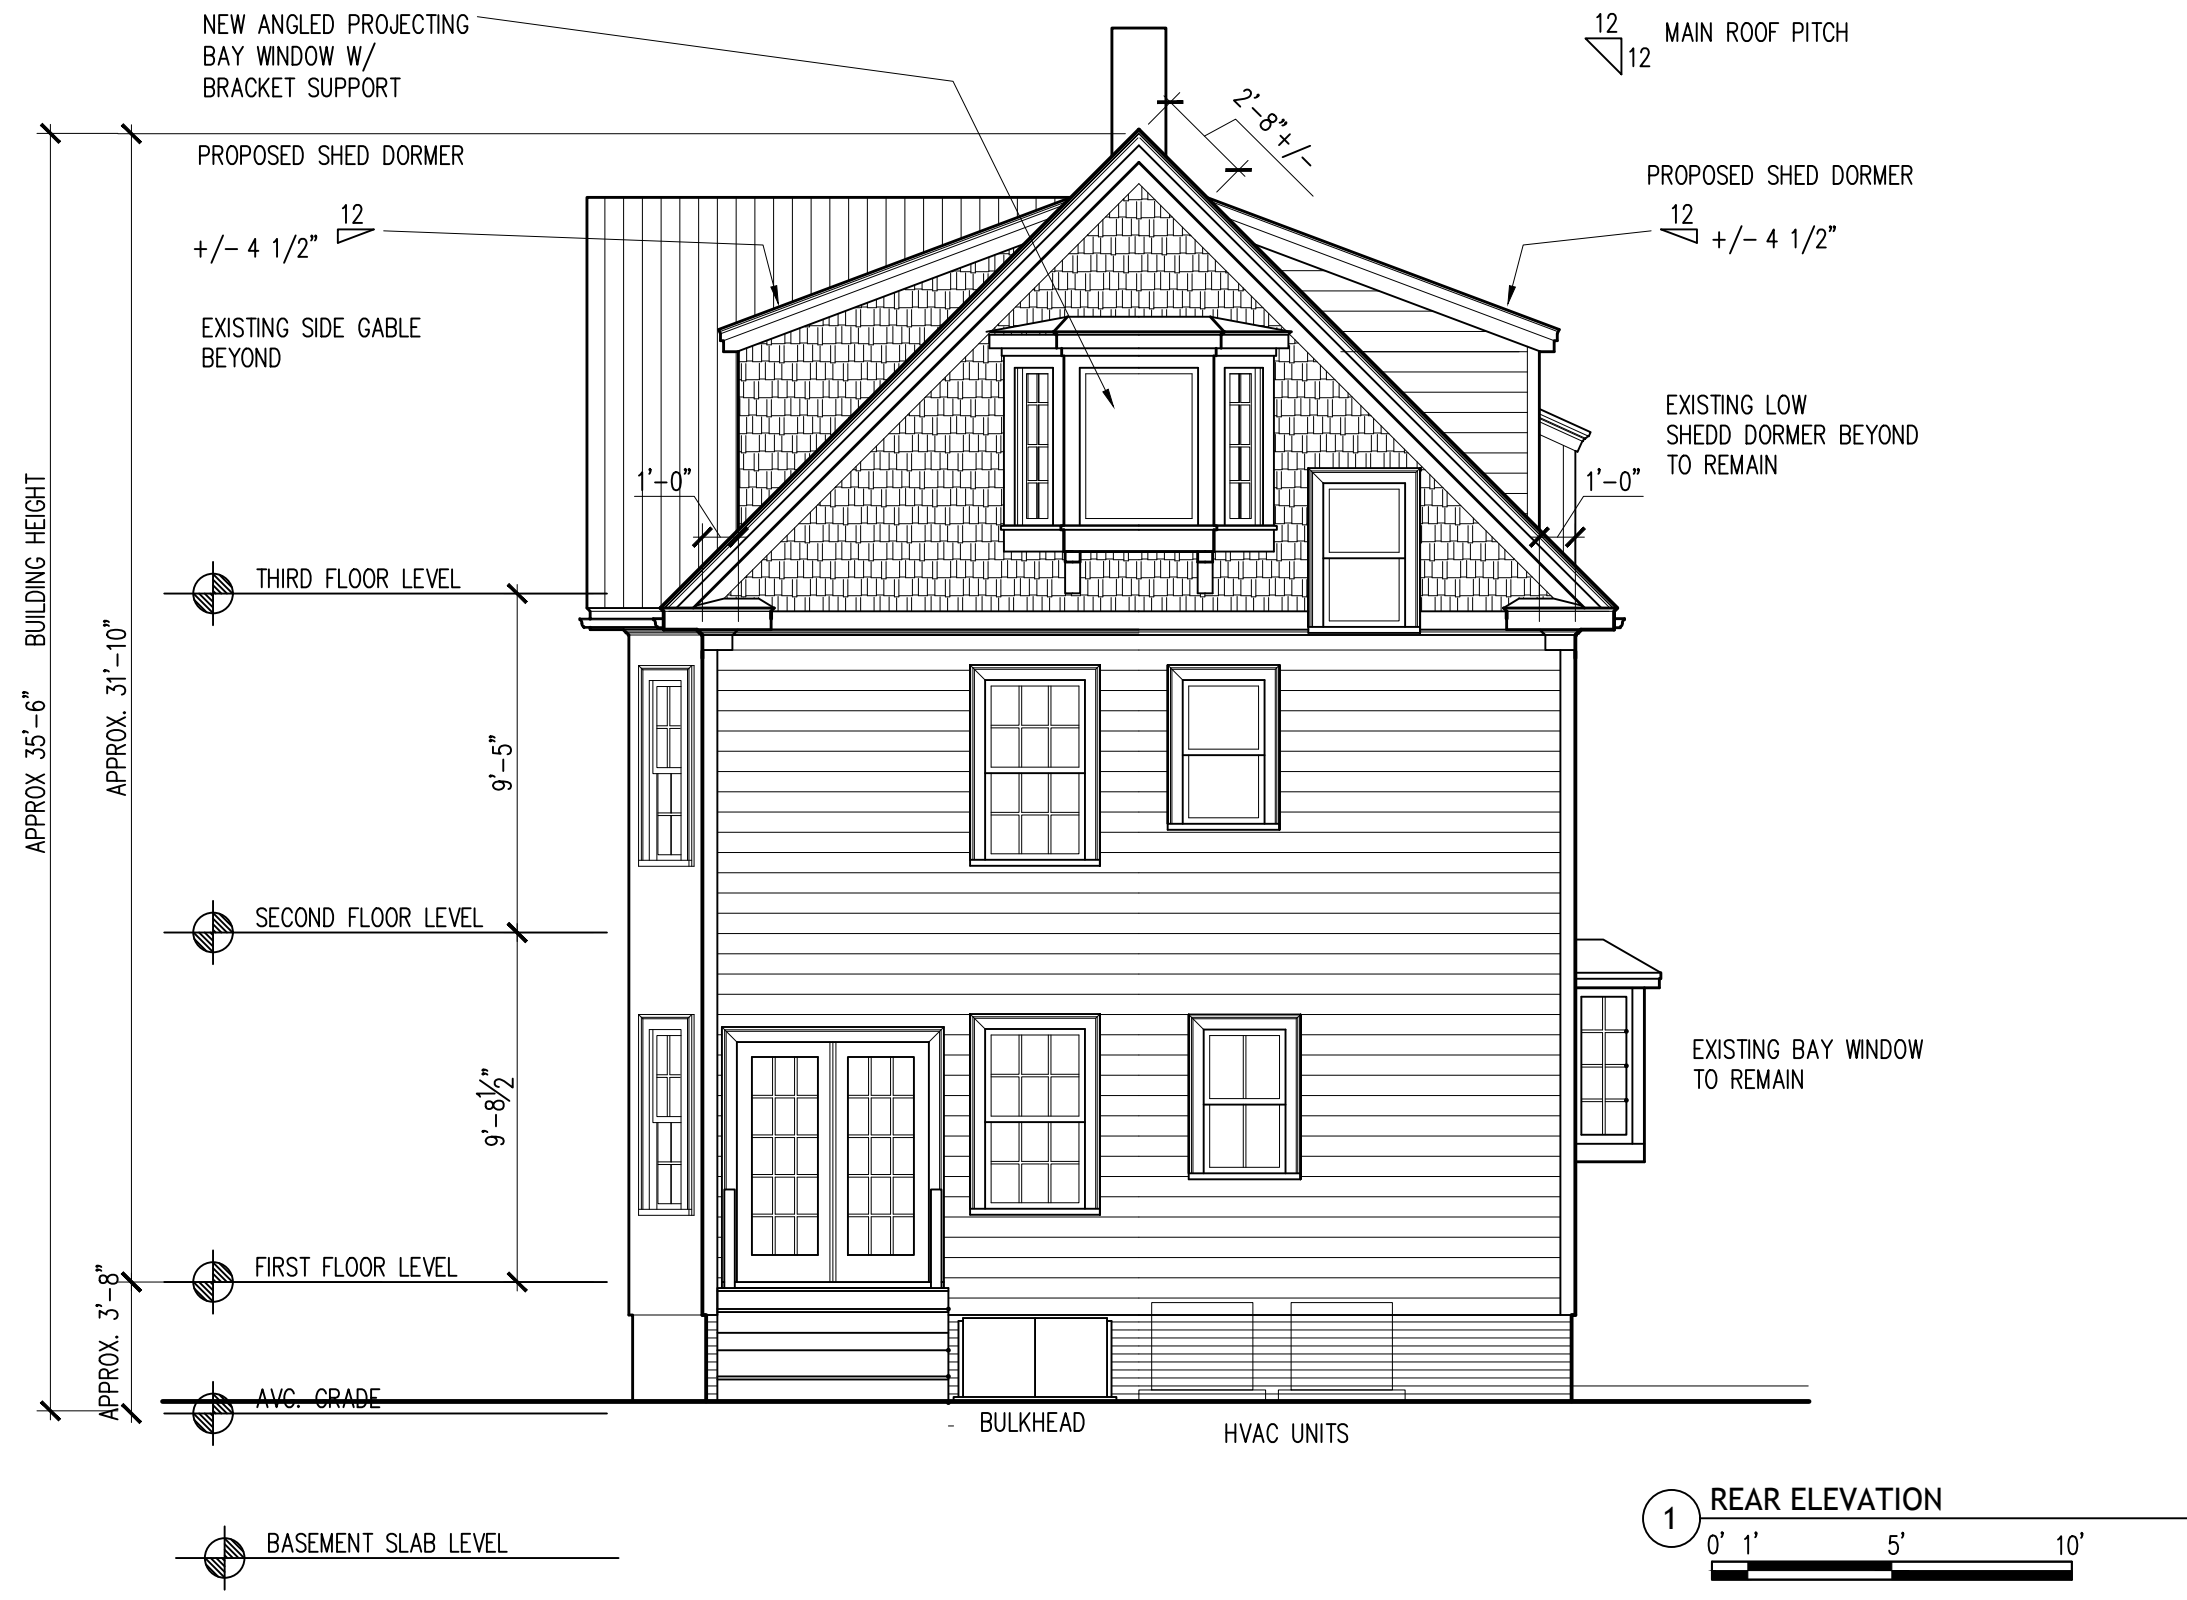 NEW ANGLED PROJECTING
BAY WINDOW W/
BRACKET SUPPORT
12
12
MAIN ROOF PITCH
2'-8"+/-
PROPOSED SHED DORMER
12
+/- 4 1/2"
PROPOSED SHED DORMER
12
+/- 4 1/2"
EXISTING SIDE GABLE
BEYOND
EXISTING LOW
SHEDD DORMER BEYOND
TO REMAIN
1'-0"
1'-0"
APPROX 35'-6" BUILDING HEIGHT
APPROX. 31'-10"
THIRD FLOOR LEVEL
9'-5"
SECOND FLOOR LEVEL
9'-8½"
EXISTING BAY WINDOW
TO REMAIN
FIRST FLOOR LEVEL
APPROX. 3'-8"
AVG. GRADE
BULKHEAD
HVAC UNITS
BASEMENT SLAB LEVEL
1
REAR ELEVATION
0' 1' 5' 10'